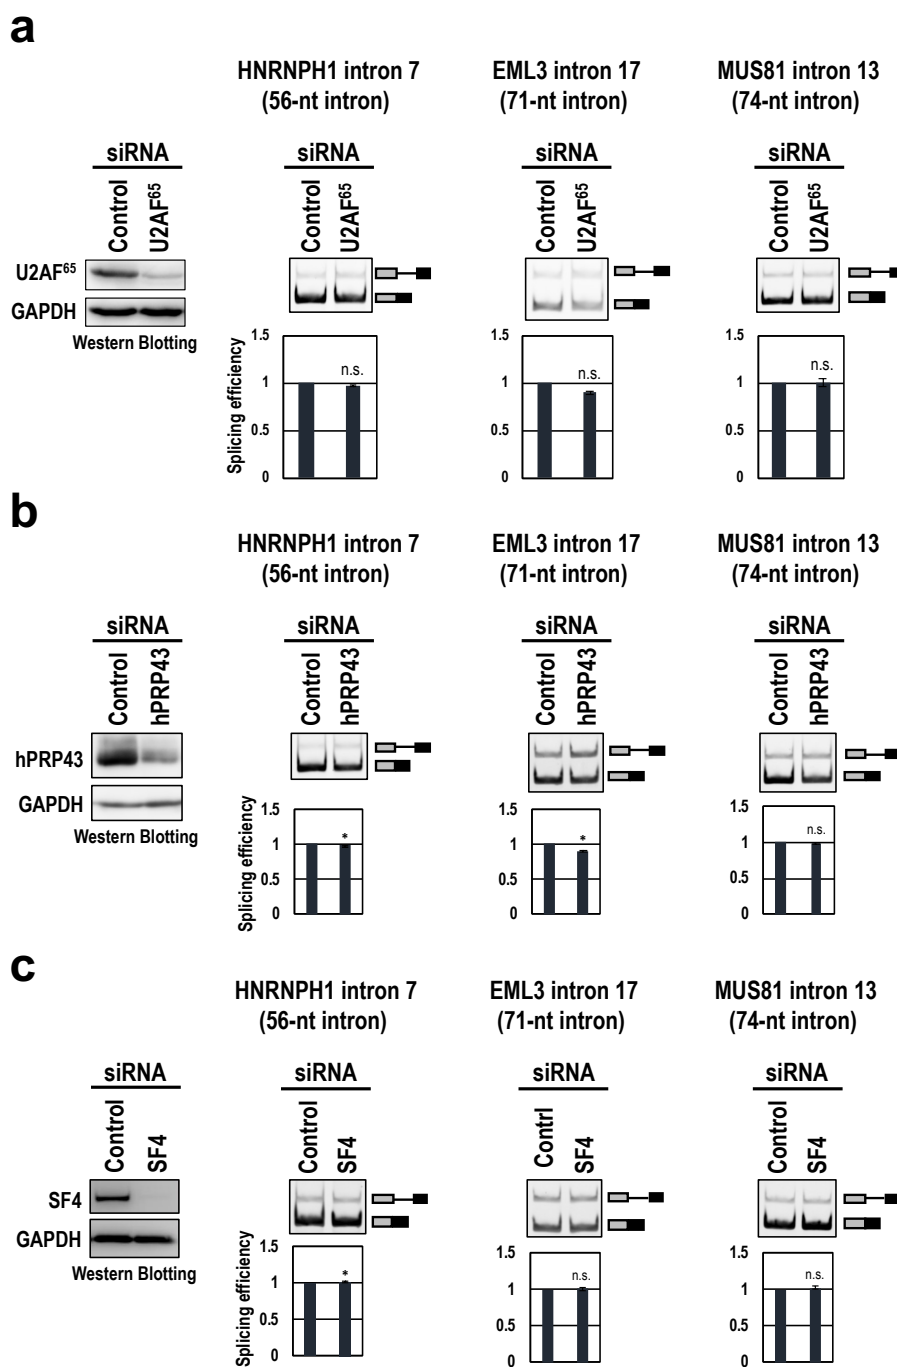 a
HNRNPH1 intron 7
(56-nt intron)
EML3 intron 17
(71-nt intron)
MUS81 intron 13
(74-nt intron)
siRNA
Control
U2AF65
U2AF65
GAPDH
Western Blotting
siRNA
Control
U2AF65
Splicing efficiency
1.5
1
0.5
0
n.s.
siRNA
Control
U2AF65
1.5
1
0.5
0
n.s.
siRNA
Control
U2AF65
1.5
1
0.5
0
n.s.
b
HNRNPH1 intron 7
(56-nt intron)
EML3 intron 17
(71-nt intron)
MUS81 intron 13
(74-nt intron)
siRNA
Control
hPRP43
hPRP43
GAPDH
Western Blotting
siRNA
Control
hPRP43
Splicing efficiency
1.5
1
0.5
0
*
siRNA
Control
hPRP43
1.5
1
0.5
0
*
siRNA
Control
hPRP43
1.5
1
0.5
0
n.s.
c
HNRNPH1 intron 7
(56-nt intron)
EML3 intron 17
(71-nt intron)
MUS81 intron 13
(74-nt intron)
siRNA
Control
SF4
SF4
GAPDH
Western Blotting
siRNA
Control
SF4
Splicing efficiency
1.5
1
0.5
0
*
siRNA
Contrl
SF4
1.5
1
0.5
0
n.s.
siRNA
Control
SF4
1.5
1
0.5
0
n.s.